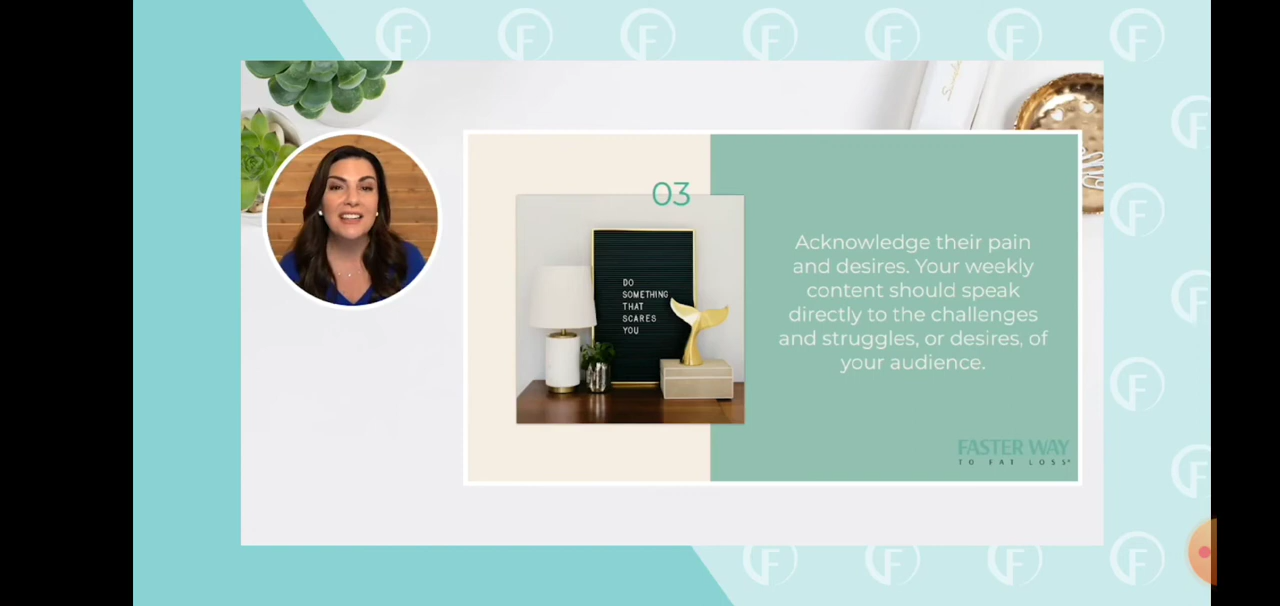 03
DO
SOMETHING
THAT
SCARES
YOU
Acknowledge their pain
and desires. Your weekly
content should speak
directly to the challenges
and struggles, or desires, of
your audience.
FASTER WAY
TO FAT LOSS®